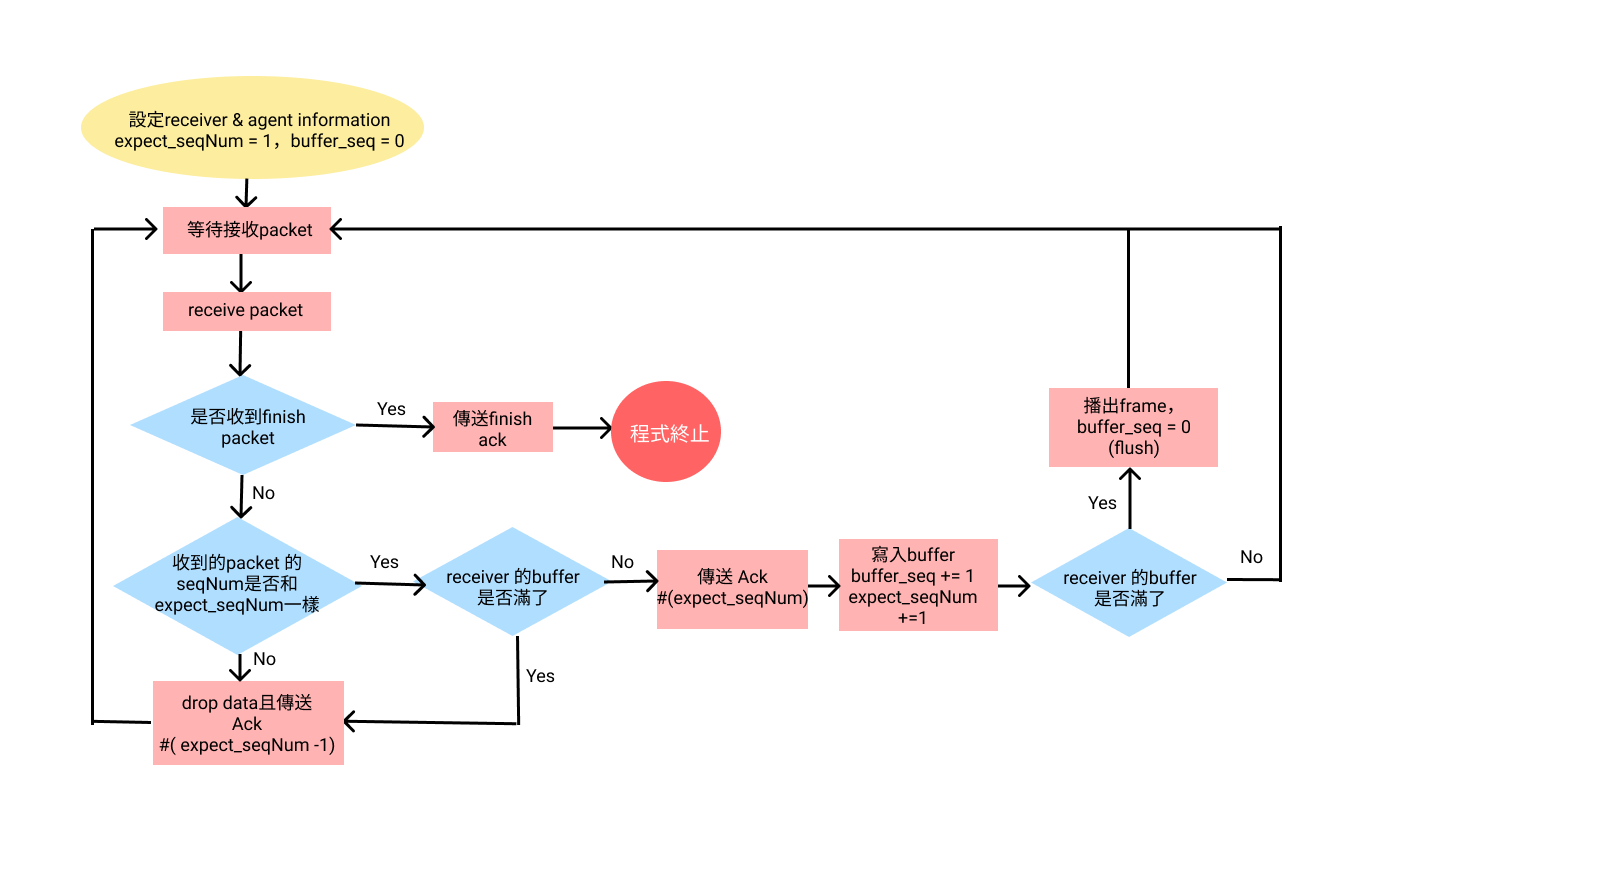 設定receiver & agent information
expect_seqNum = 1，buffer_seq = 0
等待接收packet
receive packet
是否收到finish
packet
Yes
傳送finish
ack
程式終止
No
收到的packet 的
seqNum是否和
expect_seqNum一樣
Yes
receiver 的buffer
是否滿了
No
傳送 Ack
#(expect_seqNum)
寫入buffer
buffer_seq += 1
expect_seqNum
+=1
receiver 的buffer
是否滿了
Yes
播出frame，
buffer_seq = 0
(flush)
No
No
Yes
drop data且傳送
Ack
#( expect_seqNum -1)